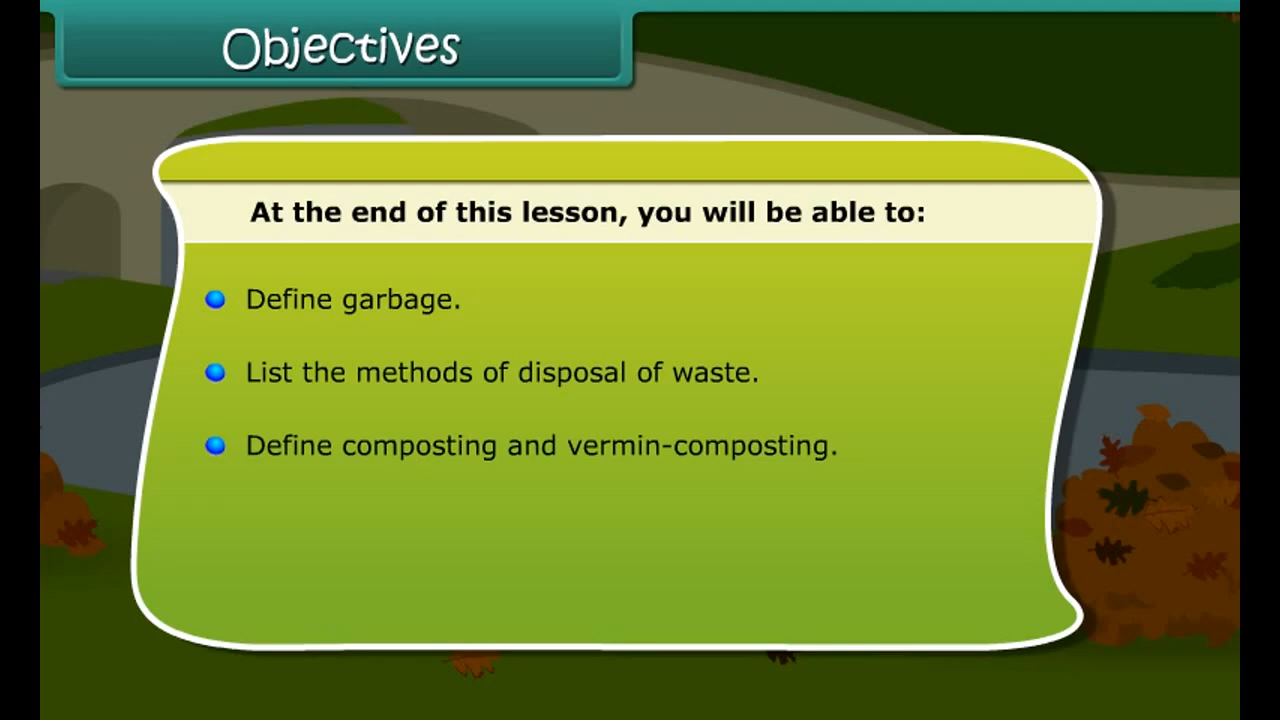 Objectives
At the end of this lesson, you will be able to:
Define garbage.
List the methods of disposal of waste.
Define composting and vermin-composting.